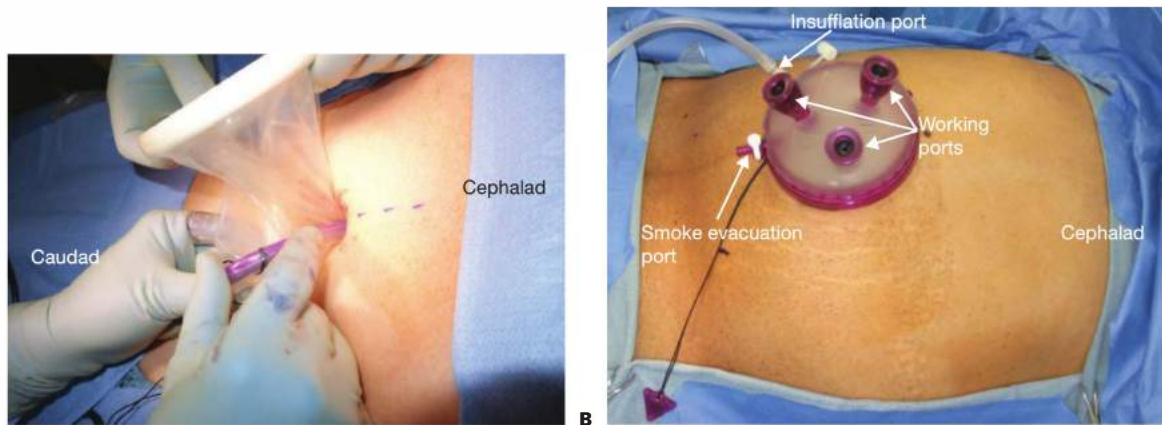 Caudad
Cephalad
B
Insufflation port
Working
ports
Smoke evacuation
port
Cephalad